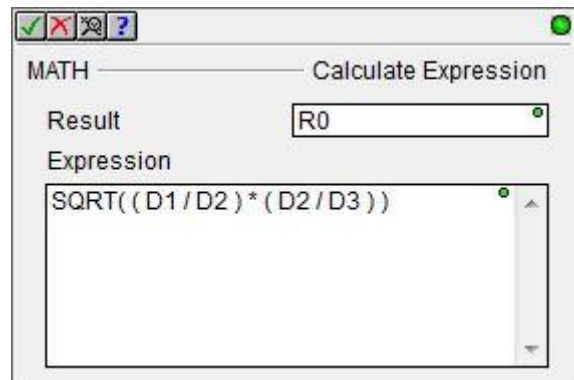 ?
MATH Calculate Expression
Result R0
Expression
SQRT( ( D1 / D2 ) * ( D2 / D3 ) )